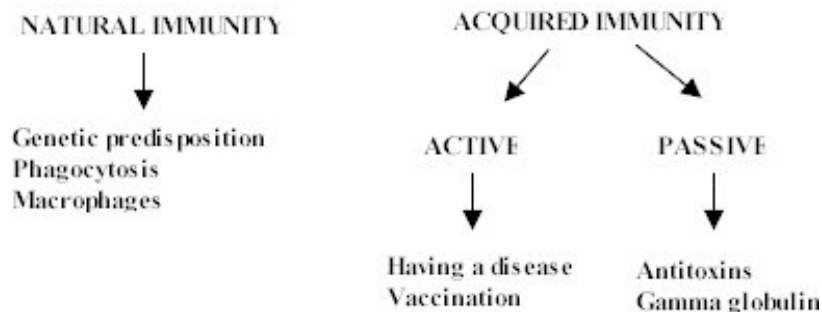 NATURAL IMMUNITY
Genetic predisposition
Phagocytosis
Macrophages
ACQUIRED IMMUNITY
ACTIVE
Having a disease
Vaccination
PASSIVE
Antitoxins
Gamma globulin